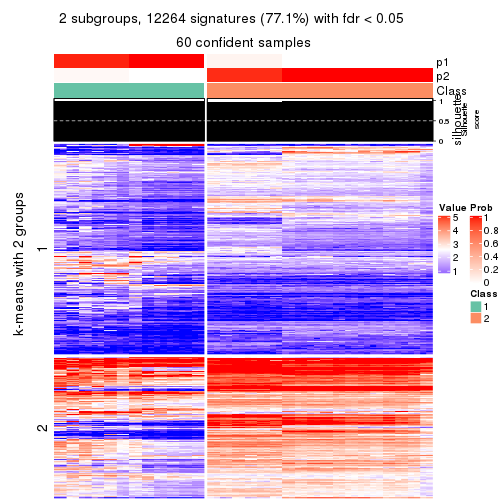 2 subgroups, 12264 signatures (77.1%) with fdr < 0.05
60 confident samples
p1
p2
Class
silhouette
Silhouette
score
1
0.5
0
k-means with 2 groups
1
2
Value
5
4
3
2
1
Prob
1
0.8
0.6
0.4
0.2
0
Class
1
2